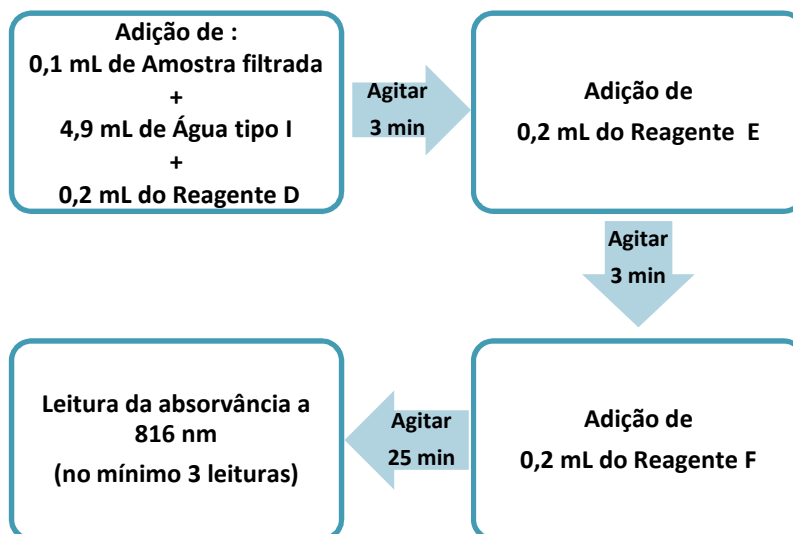 Adição de :
0,1 mL de Amostra filtrada
+
4,9 mL de Água tipo I
+
0,2 mL do Reagente D
Agitar
3 min
Adição de
0,2 mL do Reagente E
Agitar
3 min
Adição de
0,2 mL do Reagente F
Agitar
25 min
Leitura da absorvância a
816 nm
(no mínimo 3 leituras)